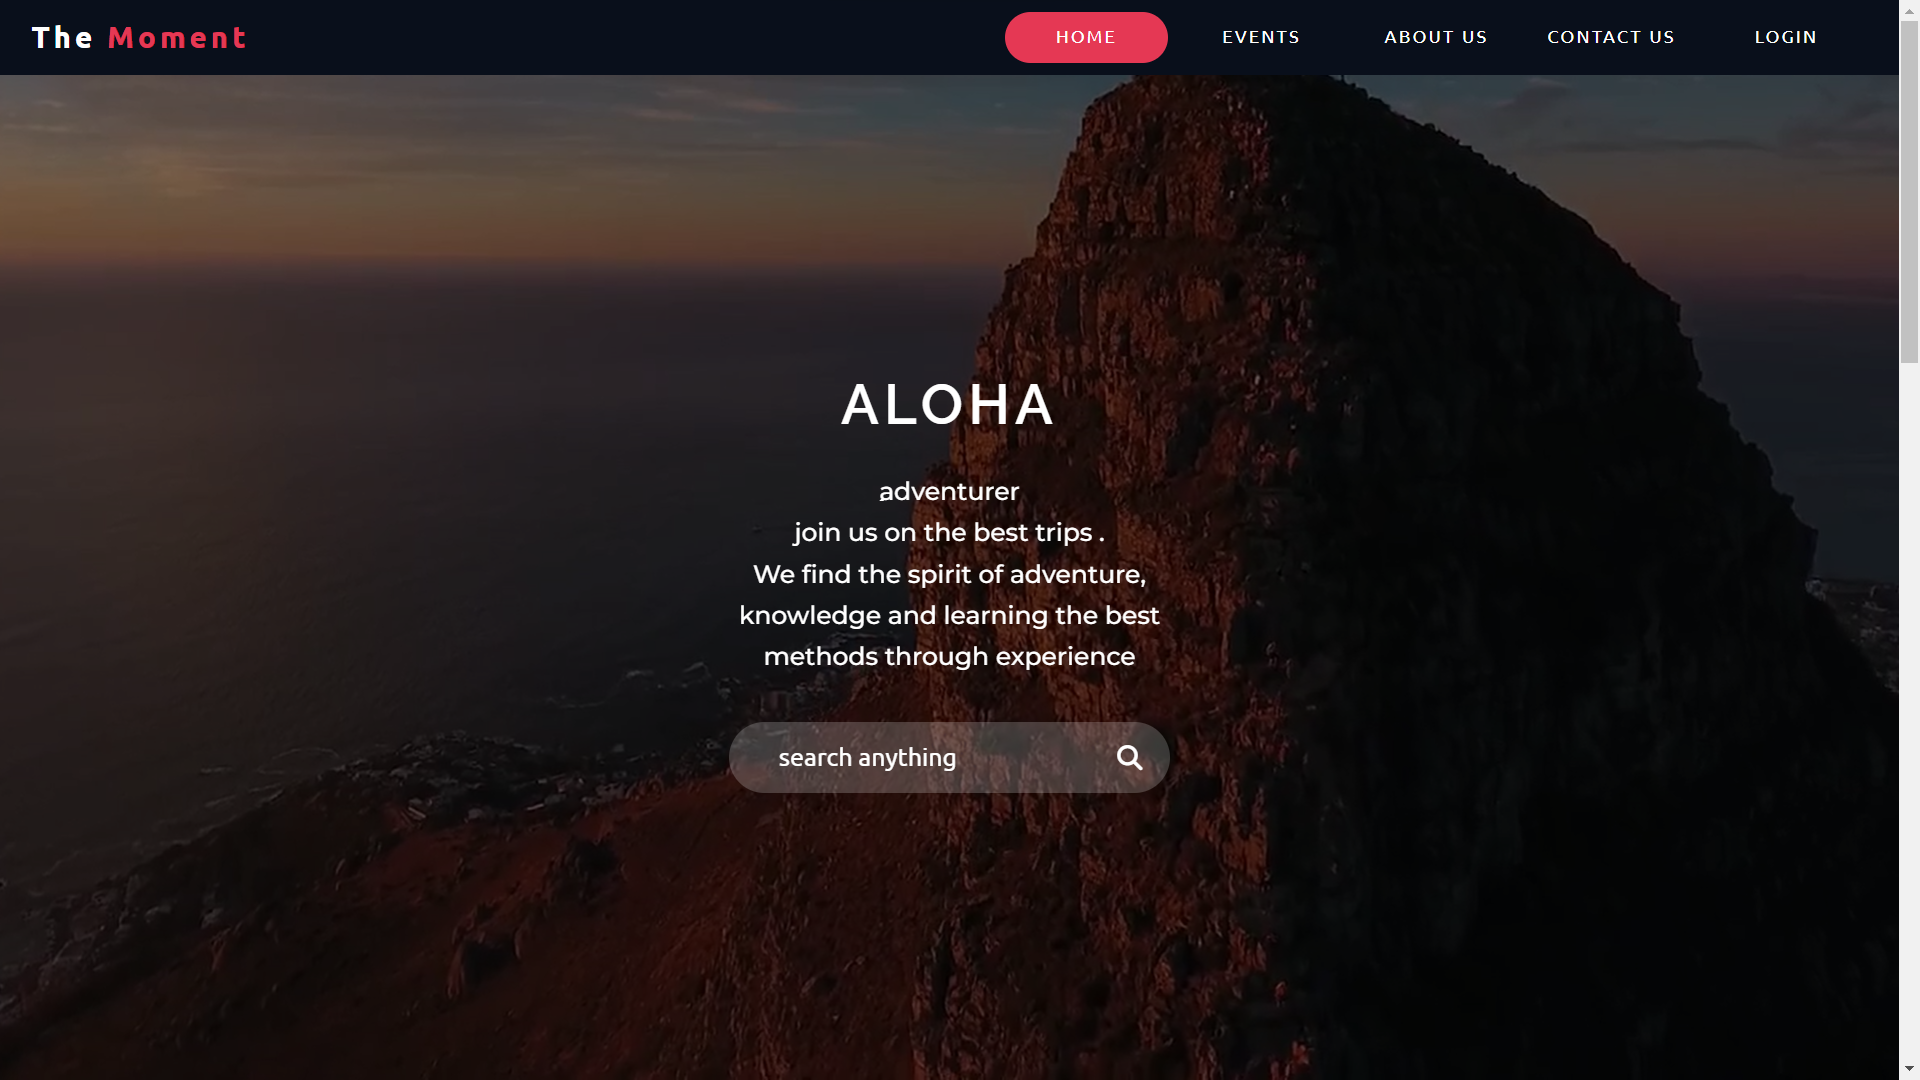 The Moment
HOME
EVENTS
ABOUT US
CONTACT US
LOGIN
ALOHA
adventurer
join us on the best trips .
We find the spirit of adventure,
knowledge and learning the best
methods through experience
search anything